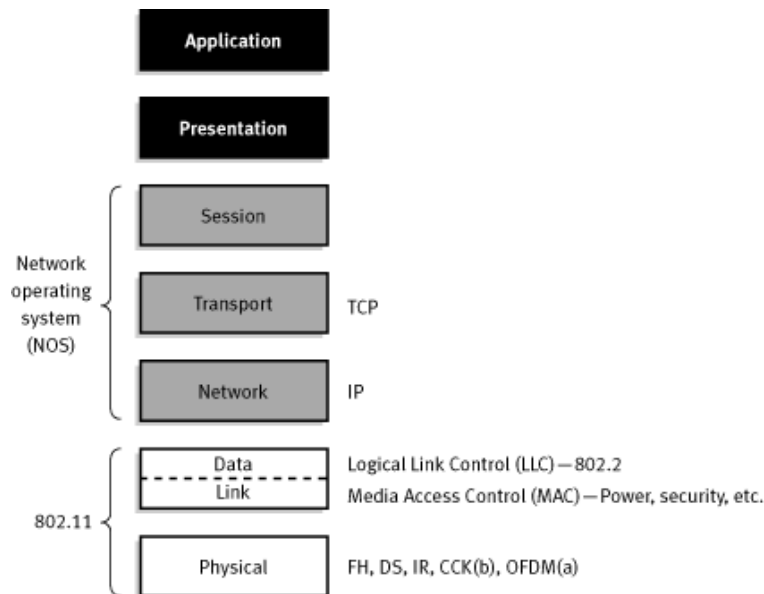 Application
Presentation
Session
Network
operating
system
(NOS)
Transport
TCP
Network
IP
Data
Logical Link Control (LLC)—802.2
Link
Media Access Control (MAC)—Power, security, etc.
802.11
Physical
FH, DS, IR, CCK(b), OFDM(a)